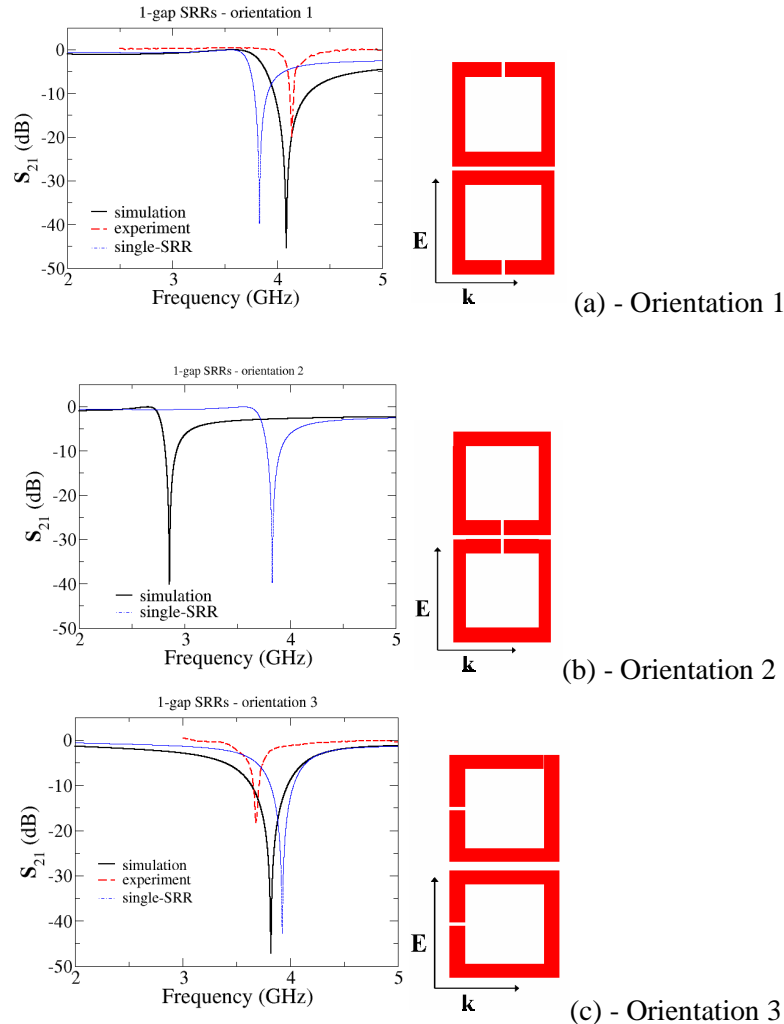 1-gap SRRs - orientation 1
0
-10
-20
-30
-40
-50
S21 (dB)
simulation
experiment
single-SRR
2 3 4 5
Frequency (GHz)
E
k
(a) - Orientation 1
1-gap SRRs - orientation 2
0
-10
-20
-30
-40
-50
S21 (dB)
simulation
single-SRR
2 3 4 5
Frequency (GHz)
E
k
(b) - Orientation 2
1-gap SRRs - orientation 3
0
-10
-20
-30
-40
-50
S21 (dB)
simulation
experiment
single-SRR
2 3 4 5
Frequency (GHz)
E
k
(c) - Orientation 3